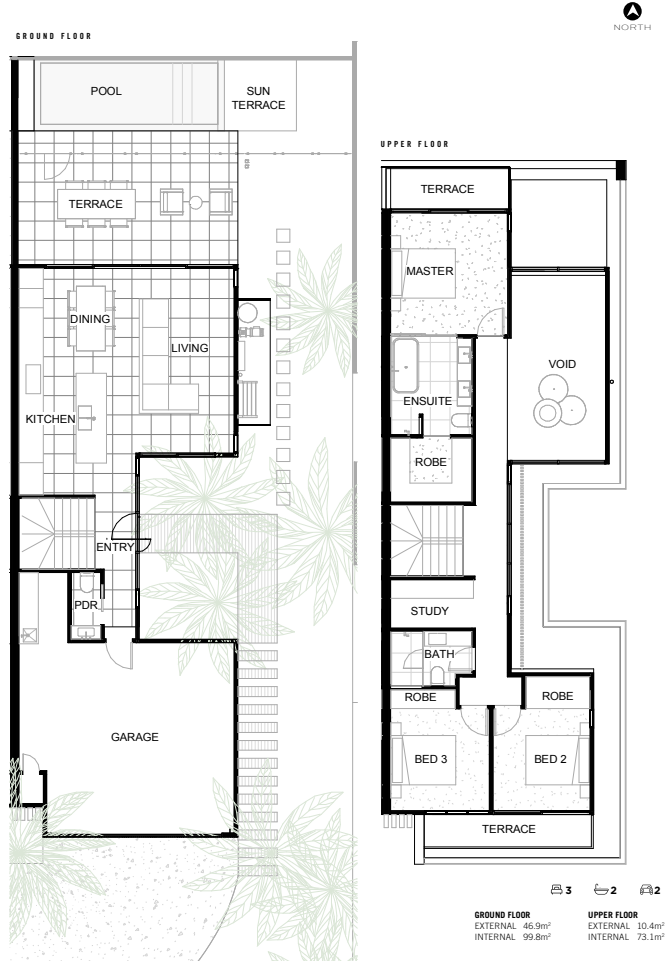 NORTH
GROUND FLOOR
POOL
SUN
TERRACE
TERRACE
DINING
LIVING
KITCHEN
ENTRY
PDR
GARAGE
UPPER FLOOR
TERRACE
MASTER
VOID
ENSUITE
ROBE
STUDY
BATH
ROBE
ROBE
BED 3
BED 2
TERRACE
3 2 2
GROUND FLOOR
EXTERNAL 46.9m²
INTERNAL 99.8m²
UPPER FLOOR
EXTERNAL 10.4m²
INTERNAL 73.1m²